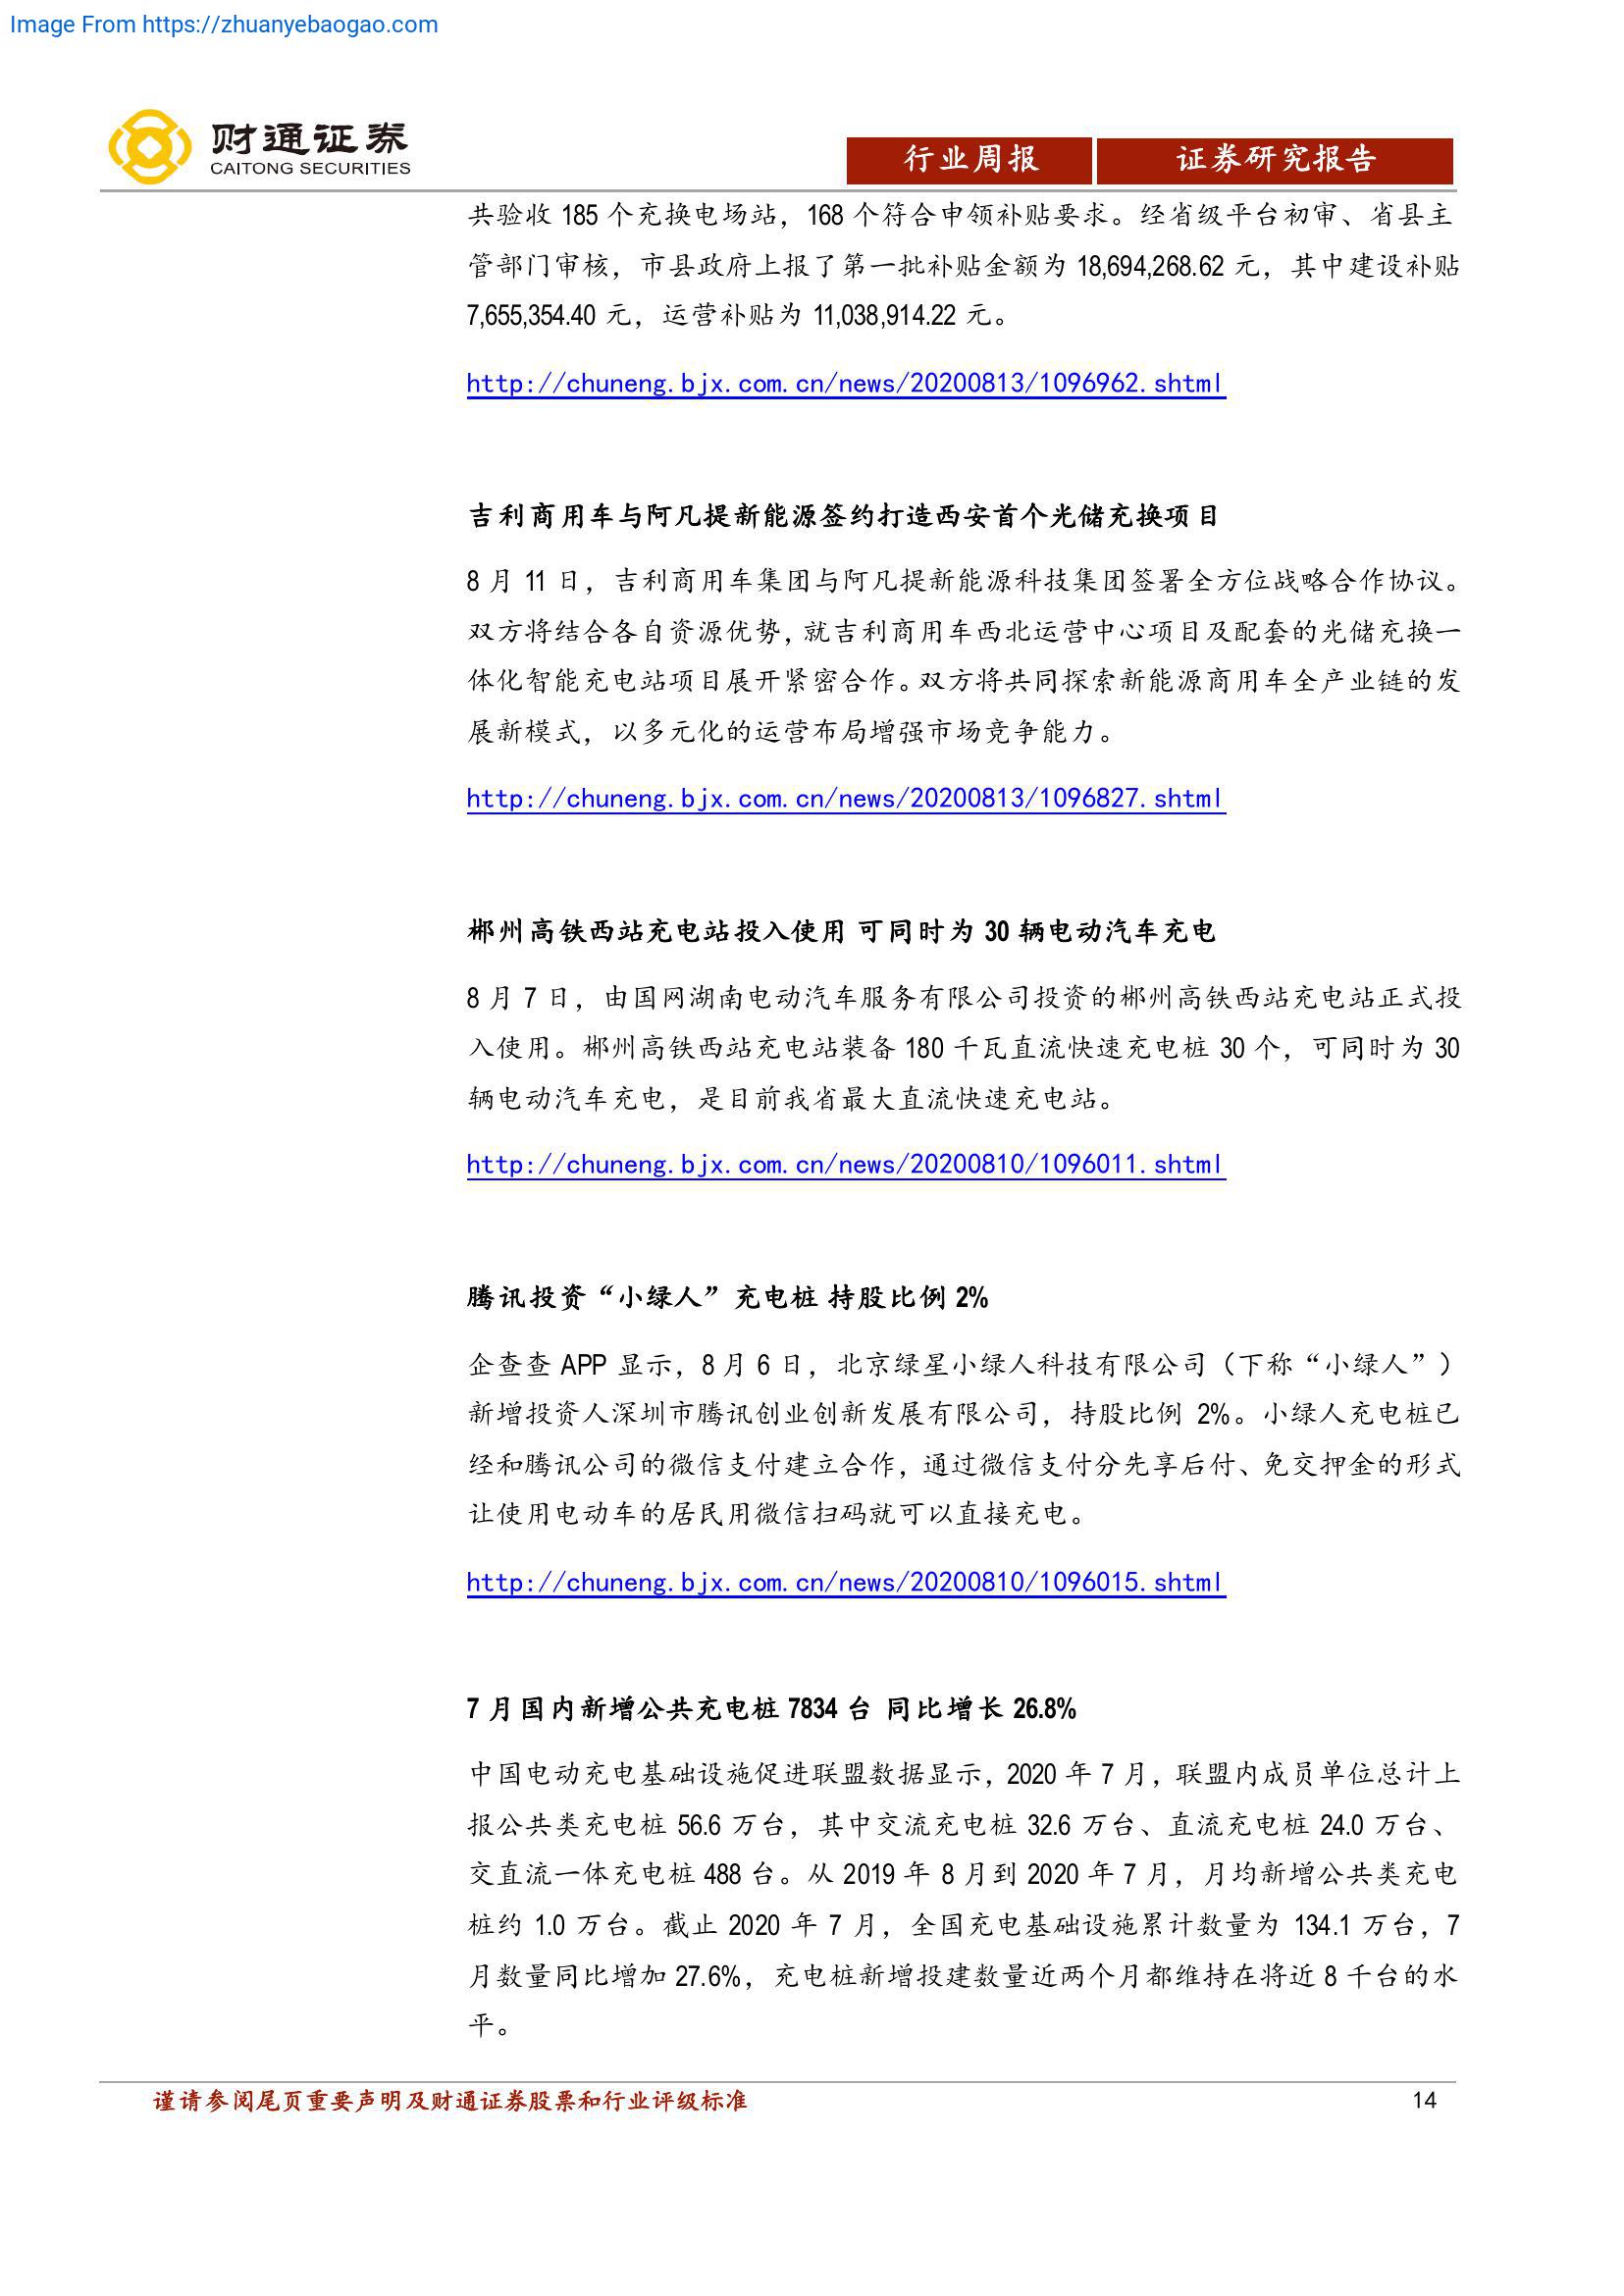 Image From https://zhuanyebaogao.com
财通证券
CAITONG SECURITIES
行业周报
证券研究报告
共验收 185 个充换电场站，168 个符合申领补贴要求。经省级平台初审、省县主
管部门审核，市县政府上报了第一批补贴金额为 18,694,268.62 元，其中建设补贴
7,655,354.40 元，运营补贴为 11,038,914.22 元。
http://chuneng.bjx.com.cn/news/20200813/1096962.shtml
吉利商用车与阿凡提新能源签约打造西安首个光储充换项目
8 月 11 日，吉利商用车集团与阿凡提新能源科技集团签署全方位战略合作协议。
双方将结合各自资源优势，就吉利商用车西北运营中心项目及配套的光储充换一
体化智能充电站项目展开紧密合作。双方将共同探索新能源商用车全产业链的发
展新模式，以多元化的运营布局增强市场竞争能力。
http://chuneng.bjx.com.cn/news/20200813/1096827.shtml
郴州高铁西站充电站投入使用 可同时为 30 辆电动汽车充电
8 月 7 日，由国网湖南电动汽车服务有限公司投资的郴州高铁西站充电站正式投
入使用。郴州高铁西站充电站装备 180 千瓦直流快速充电桩 30 个，可同时为 30
辆电动汽车充电，是目前我省最大直流快速充电站。
http://chuneng.bjx.com.cn/news/20200810/1096011.shtml
腾讯投资“小绿人”充电桩 持股比例 2%
企查查 APP 显示，8 月 6 日，北京绿星小绿人科技有限公司（下称“小绿人”）
新增投资人深圳市腾讯创业创新发展有限公司，持股比例 2%。小绿人充电桩已
经和腾讯公司的微信支付建立合作，通过微信支付分先享后付、免交押金的形式
让使用电动车的居民用微信扫码就可以直接充电。
http://chuneng.bjx.com.cn/news/20200810/1096015.shtml
7 月国内新增公共充电桩 7834 台 同比增长 26.8%
中国电动充电基础设施促进联盟数据显示，2020 年 7 月，联盟内成员单位总计上
报公共类充电桩 56.6 万台，其中交流充电桩 32.6 万台、直流充电桩 24.0 万台、
交直流一体充电桩 488 台。从 2019 年 8 月到 2020 年 7 月，月均新增公共类充电
桩约 1.0 万台。截止 2020 年 7 月，全国充电基础设施累计数量为 134.1 万台，7
月数量同比增加 27.6%，充电桩新增投建数量近两个月都维持在将近 8 千台的水
平。
谨请参阅尾页重要声明及财通证券股票和行业评级标准
14